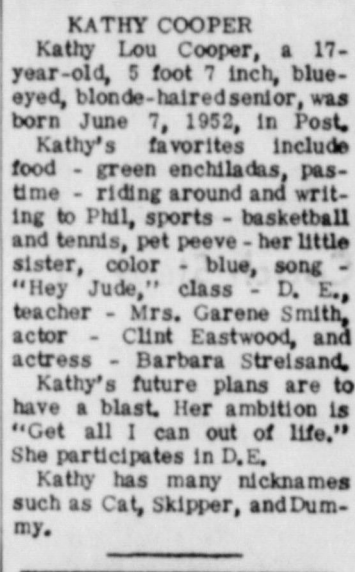 KATHY COOPER
Kathy Lou Cooper, a 17-
year-old, 5 foot 7 inch, blue-
eyed, blonde-haired senior, was
born June 7, 1952, in Post.
Kathy's favorites include
food - green enchiladas, pas-
time - riding around and writ-
ing to Phil, sports - basketball
and tennis, pet peeve - her little
sister, color - blue, song -
"Hey Jude," class - D. E.,
teacher - Mrs. Garene Smith,
actor - Clint Eastwood, and
actress - Barbara Streisand.
Kathy's future plans are to
have a blast. Her ambition is
"Get all I can out of life."
She participates in D.E.
Kathy has many nicknames
such as Cat, Skipper, and Dum-
my.